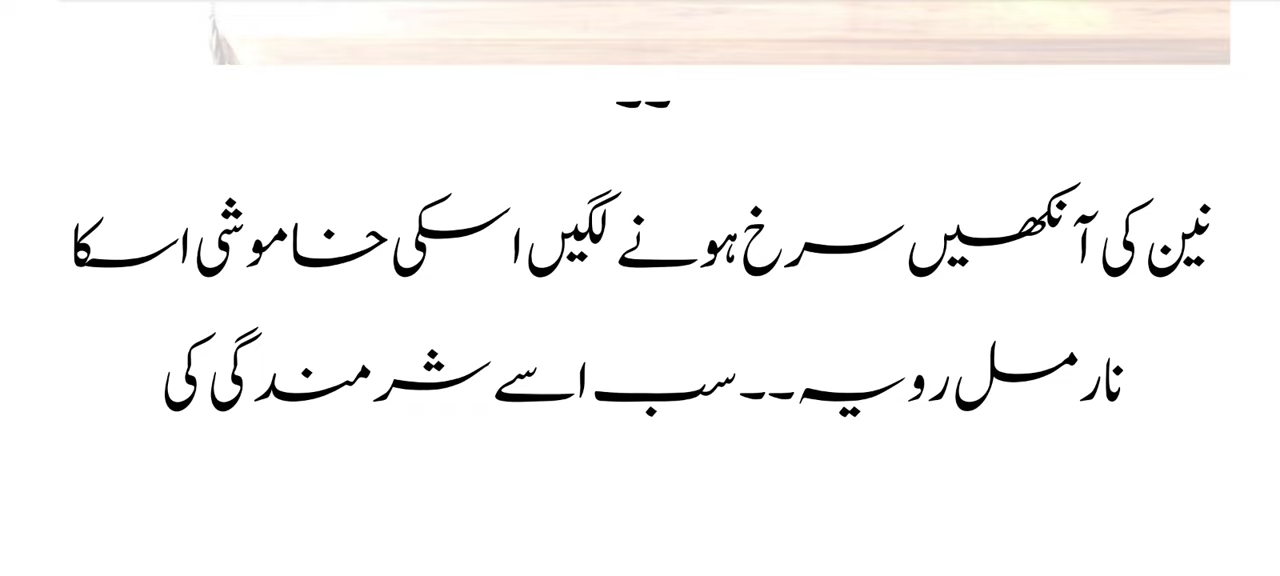 --
نین کی آنکھیں سرخ ہونے لگیں اسکی خاموشی اسکا
نارمل رویہ--سب اسے شرمندگی کی